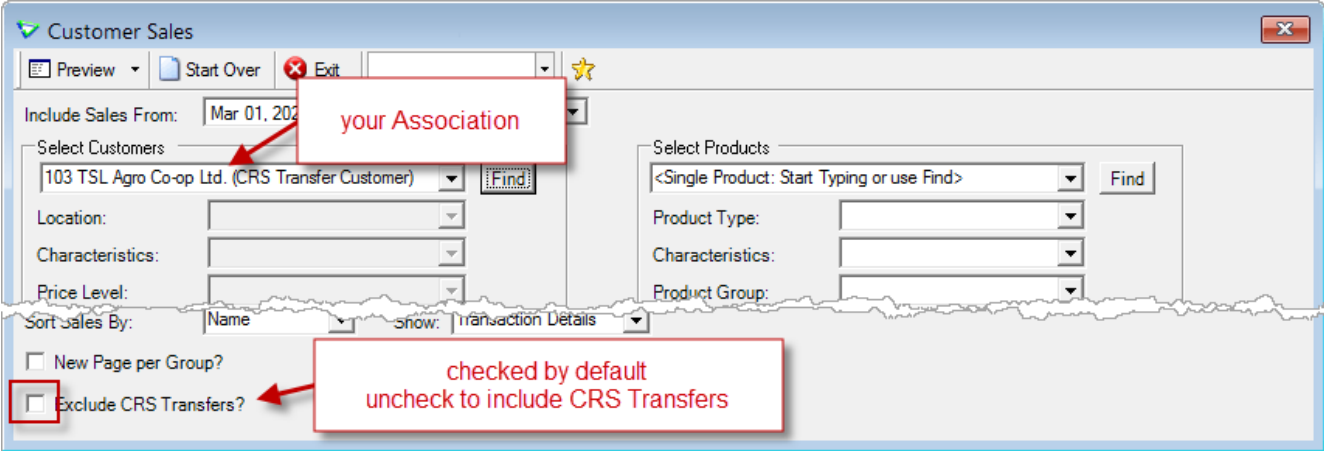 Customer Sales
Preview Start Over Exit
Include Sales From: Mar 01, 202
your Association
Select Customers Select Products
103 TSL Agro Co-op Ltd. (CRS Transfer Customer) Find <Single Product: Start Typing or use Find> Find
Location: Product Type:
Characteristics: Characteristics:
Price Level: Product Group:
Sort Sales By: Name Show: Transaction Details
New Page per Group?
checked by default
Exclude CRS Transfers? uncheck to include CRS Transfers